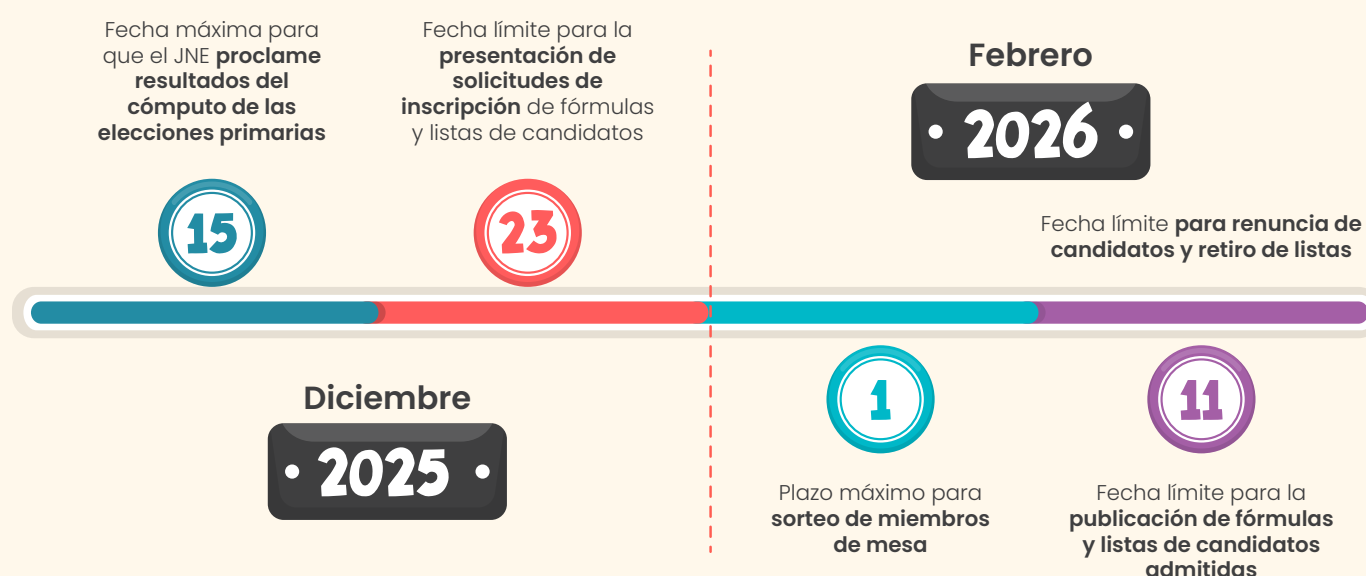 Fecha máxima para
que el JNE proclame
resultados del
cómputo de las
elecciones primarias
15
Fecha límite para la
presentación de
solicitudes de
inscripción de fórmulas
y listas de candidatos
23
Diciembre
2025
Febrero
2026
Fecha límite para renuncia de
candidatos y retiro de listas
1
Plazo máximo para
sorteo de miembros
de mesa
11
Fecha límite para la
publicación de fórmulas
y listas de candidatos
admitidas